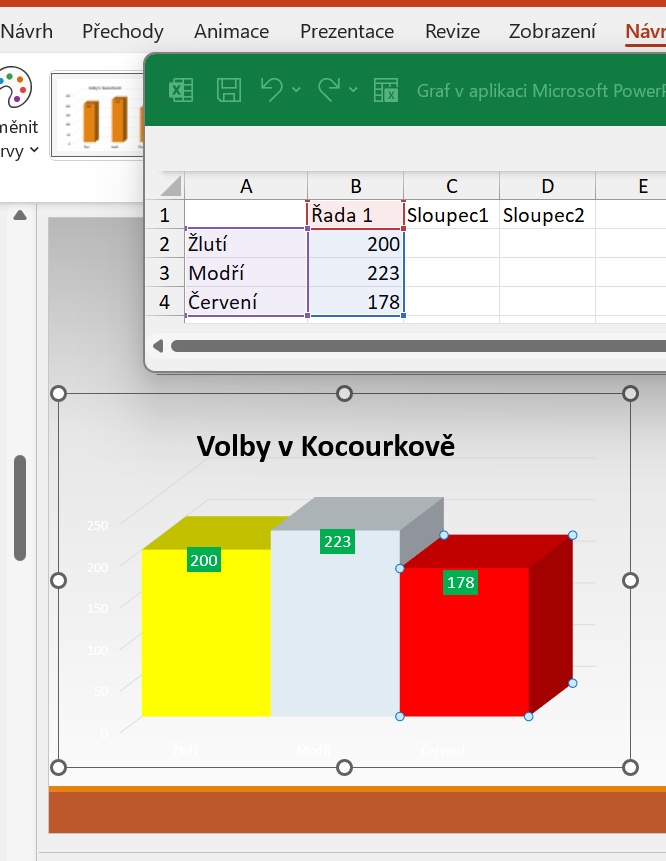 Návrh Přechody Animace Prezentace Revize Zobrazení Návr
měnit
rvy
Graf v aplikaci Microsoft PowerP
A B C D E
1 Řada 1 Sloupec1 Sloupec2
2 Žlutí 200
3 Modří 223
4 Červení 178
Volby v Kocourkově
250
200
150
100
50
0
200
223
178
Žlutí Modří Červení